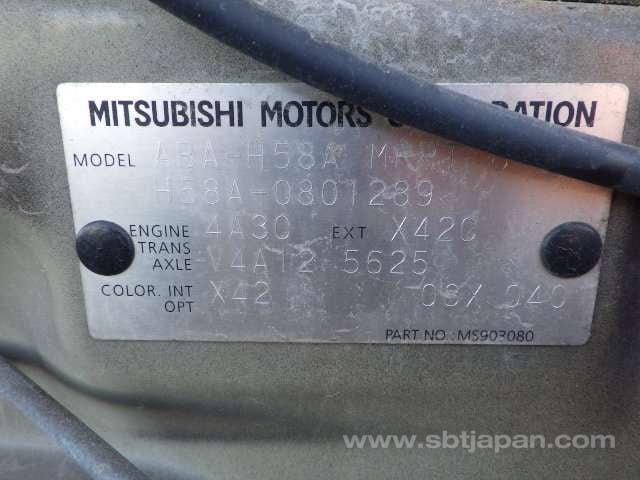 MITSUBISHI MOTORS RATION
MODEL ABA-H58A
H58A-0801289
ENGINE 4A30 EXT X42C
TRANS
AXLE V4A12 5625
COLOR. INT X42
OPT 040
PART NO.: MS903080
www.sbtjapan.com/